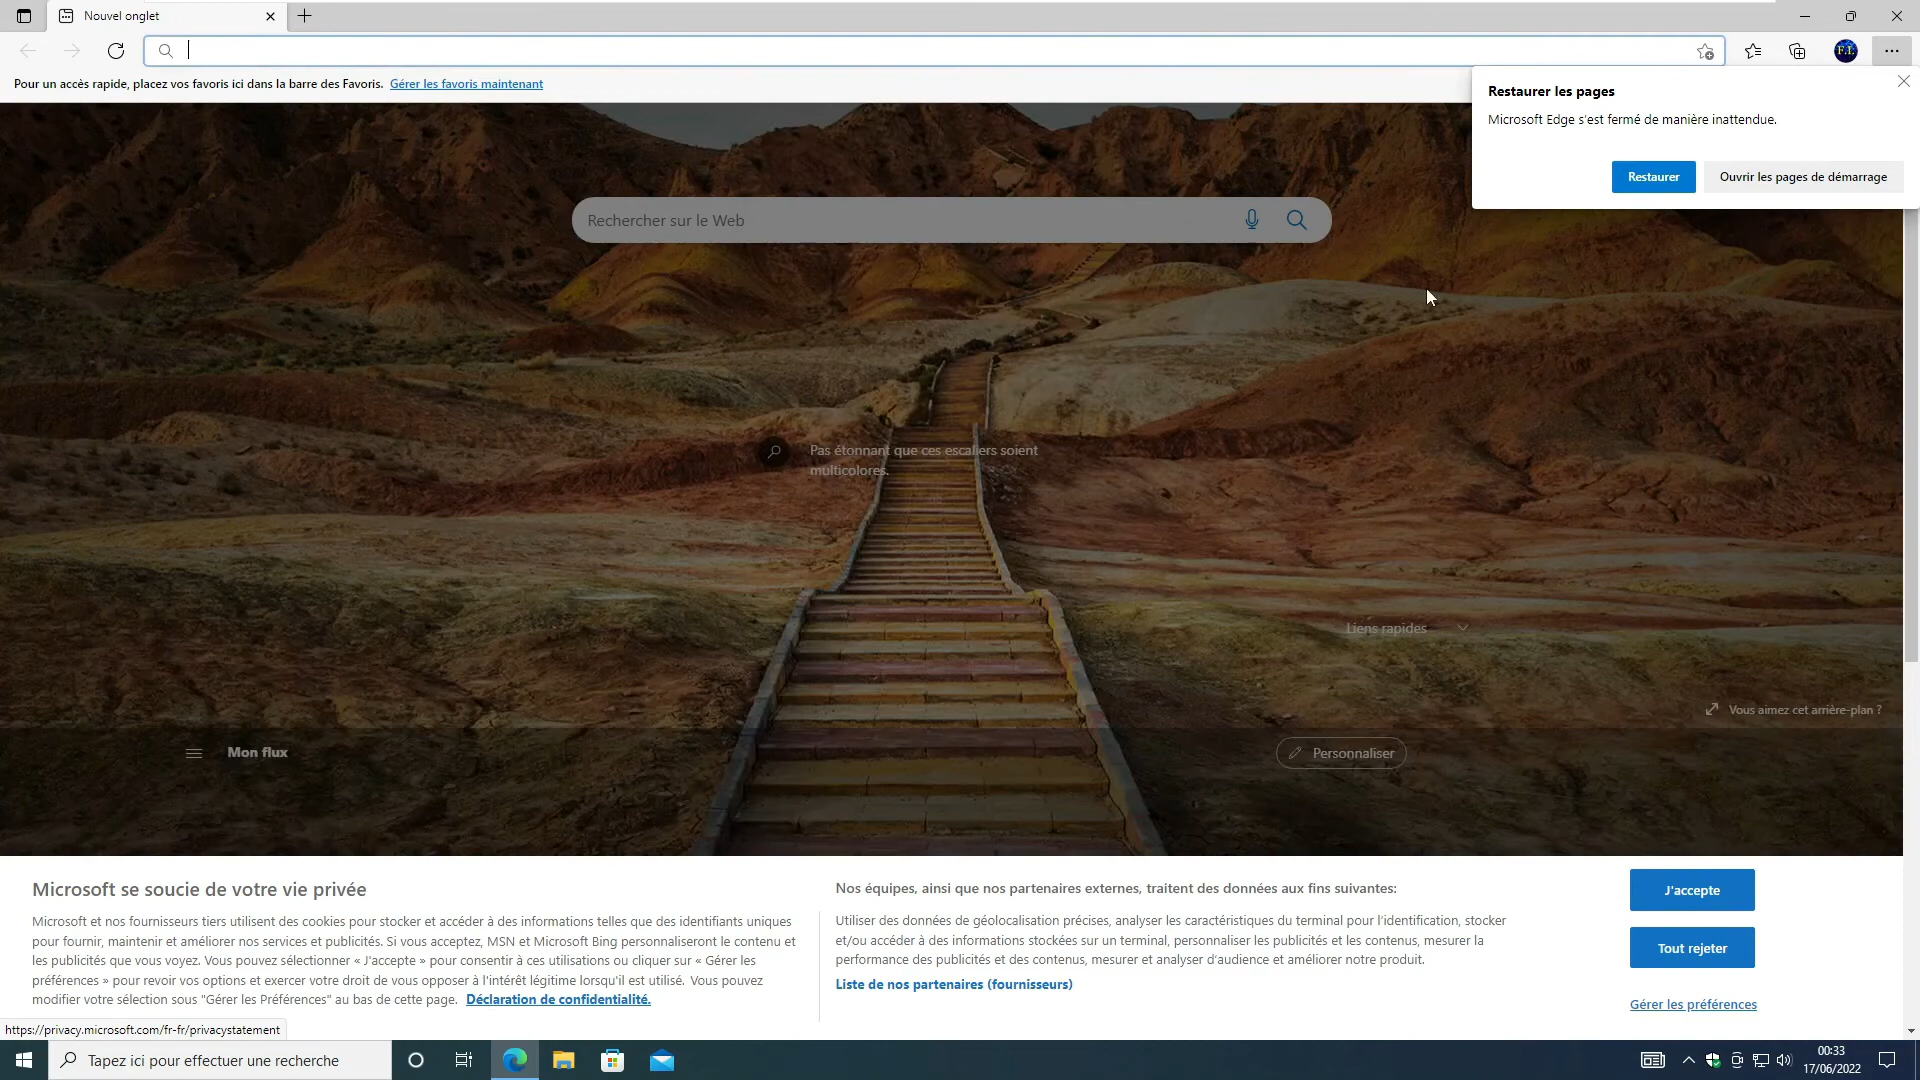 Nouvel onglet
Pour un accès rapide, placez vos favoris ici dans la barre des Favoris. Gérer les favoris maintenant
F.I.
Restaurer les pages
Microsoft Edge s'est fermé de manière inattendue.
Restaurer
Ouvrir les pages de démarrage
Rechercher sur le Web
Pas étonnant que ces escaliers soient
multicolores.
Liens rapides
Vous aimez cet arrière-plan ?
Mon flux
Personnaliser
Microsoft se soucie de votre vie privée
Microsoft et nos fournisseurs tiers utilisent des cookies pour stocker et accéder à des informations telles que des identifiants uniques
pour fournir, maintenir et améliorer nos services et publicités. Si vous acceptez, MSN et Microsoft Bing personnaliseront le contenu et
les publicités que vous voyez. Vous pouvez sélectionner « J'accepte » pour consentir à ces utilisations ou cliquer sur « Gérer les
préférences » pour revoir vos options et exercer votre droit de vous opposer à l'intérêt légitime lorsqu'il est utilisé. Vous pouvez
modifier votre sélection sous "Gérer les Préférences" au bas de cette page. Déclaration de confidentialité.
Nos équipes, ainsi que nos partenaires externes, traitent des données aux fins suivantes:
Utiliser des données de géolocalisation précises, analyser les caractéristiques du terminal pour l'identification, stocker
et/ou accéder à des informations stockées sur un terminal, personnaliser les publicités et les contenus, mesurer la
performance des publicités et des contenus, mesurer et analyser d'audience et améliorer notre produit.
Liste de nos partenaires (fournisseurs)
J'accepte
Tout rejeter
Gérer les préférences
https://privacy.microsoft.com/fr-fr/privacystatement
Tapez ici pour effectuer une recherche
00:33
17/06/2022